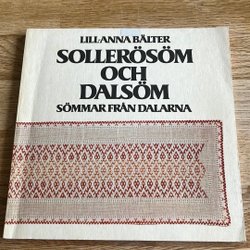 LILL-ANNA BÄLTER
SOLLERÖSÖM
OCH
DALSÖM
SÖMMAR FRÅN DALARNA